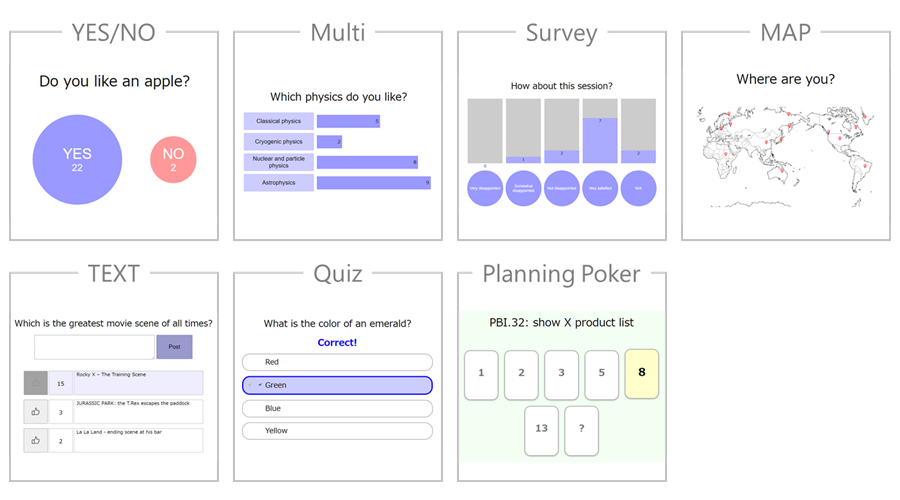 YES/NO
Do you like an apple?
YES
22
NO
2
Multi
Which physics do you like?
Classical physics
5
Cryogenic physics
2
Nuclear and particle
physics
8
Astrophysics
9
Survey
How about this session?
0
1
2
7
2
Very disappointed
Somewhat
disappointed
Not disappointed
Very satisfied
N/A
MAP
Where are you?
TEXT
Which is the greatest movie scene of all times?
Post
15
Rocky X – The Training Scene
3
JURASSIC PARK: the T.Rex escapes the paddock
2
La La Land - ending scene at his bar
Quiz
What is the color of an emerald?
Correct!
Red
✔ Green
Blue
Yellow
Planning Poker
PBI.32: show X product list
1
2
3
5
8
13
?